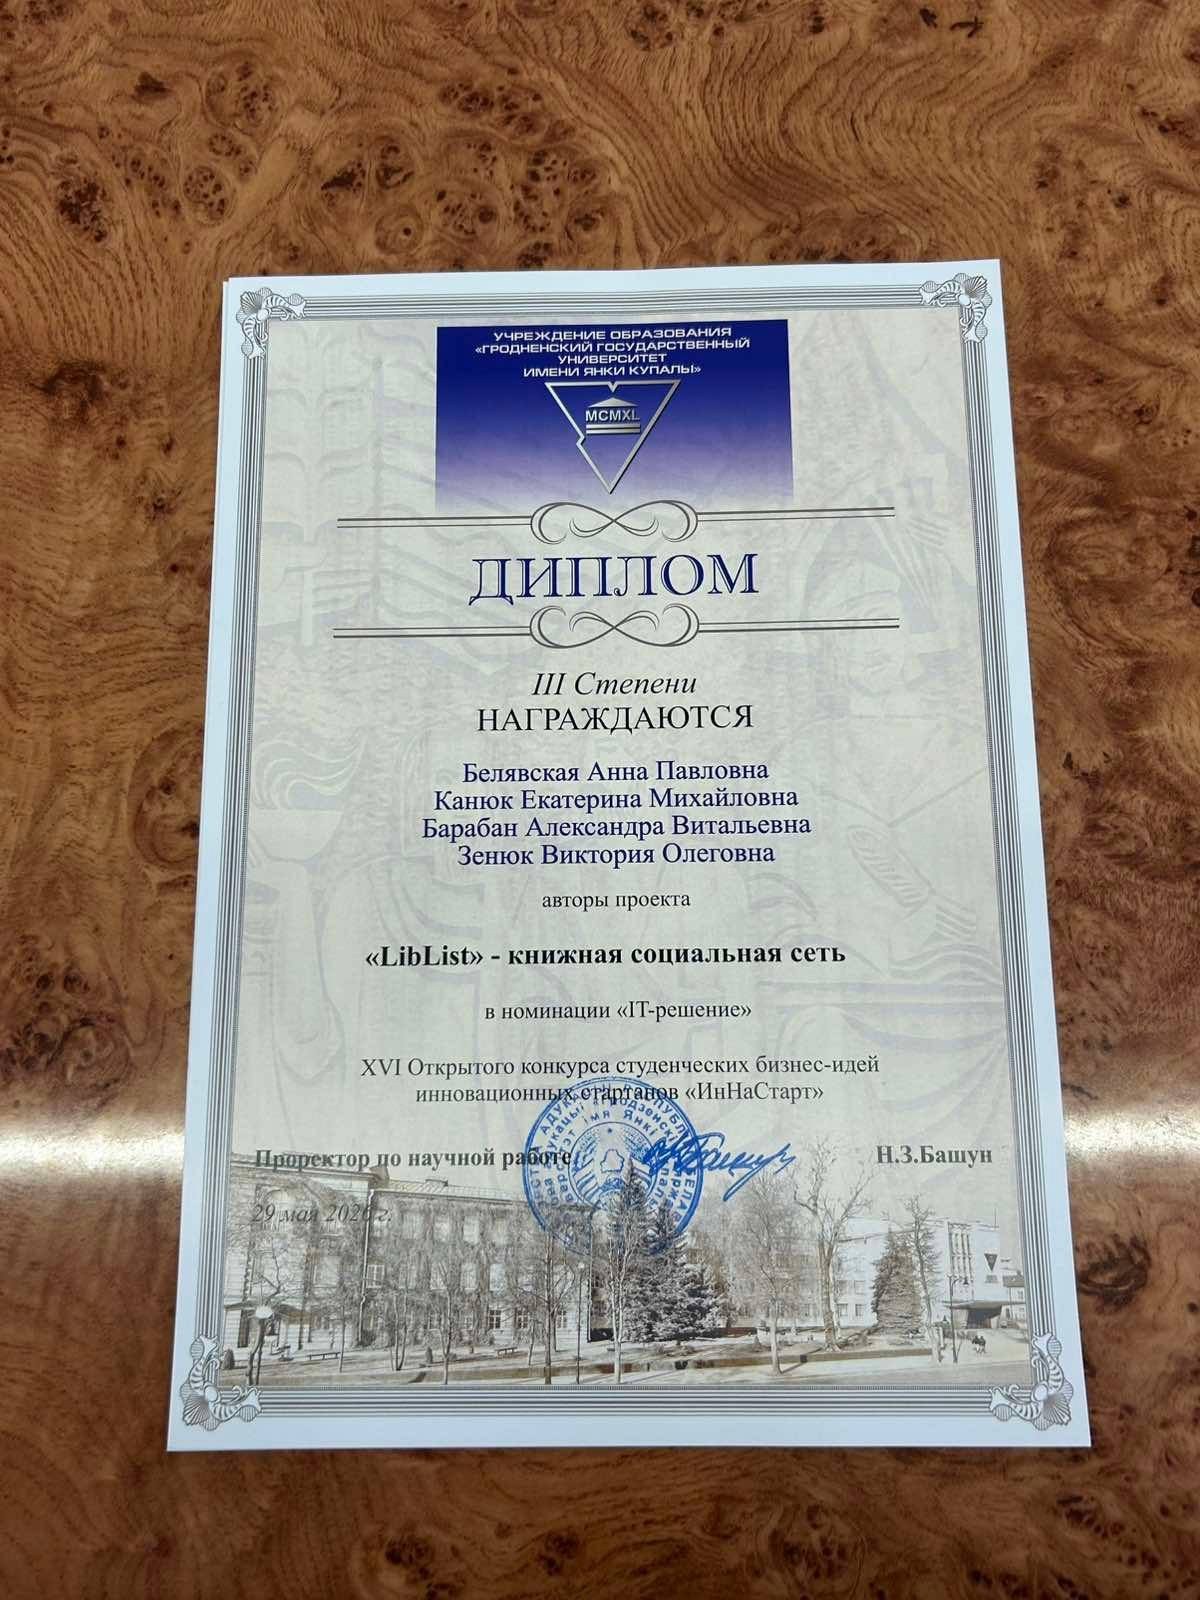 УЧРЕЖДЕНИЕ ОБРАЗОВАНИЯ
«ГРОДНЕНСКИЙ ГОСУДАРСТВЕННЫЙ
УНИВЕРСИТЕТ
ИМЕНИ ЯНКИ КУПАЛЫ»
MCMXL
ДИПЛОМ
III Степени
НАГРАЖДАЮТСЯ
Белявская Анна Павловна
Канюк Екатерина Михайловна
Барабан Александра Витальевна
Зенюк Виктория Олеговна
авторы проекта
«LibList» - книжная социальная сеть
в номинации «IT-решение»
XVI Открытого конкурса студенческих бизнес-идей
инновационных стартапов «ИнНаСтарт»
Проректор по научной работе
Н.З.Башун
29 мая 2026 г.